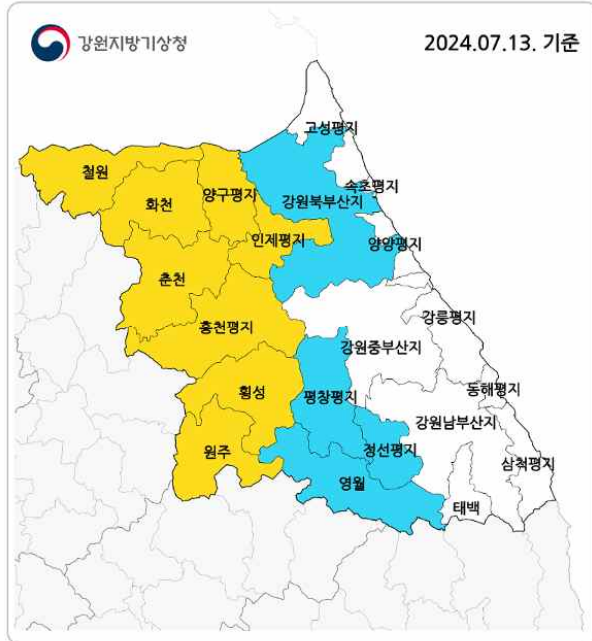 강원지방기상청
2024.07.13. 기준
고성평지
철원
속초평지
양구평지
화천
강원북부산지
인제평지
양양평지
춘천
강릉평지
홍천평지
강원중부산지
동해평지
횡성
평창평지
강원남부산지
원주
정선평지
삼척평지
영월
태백